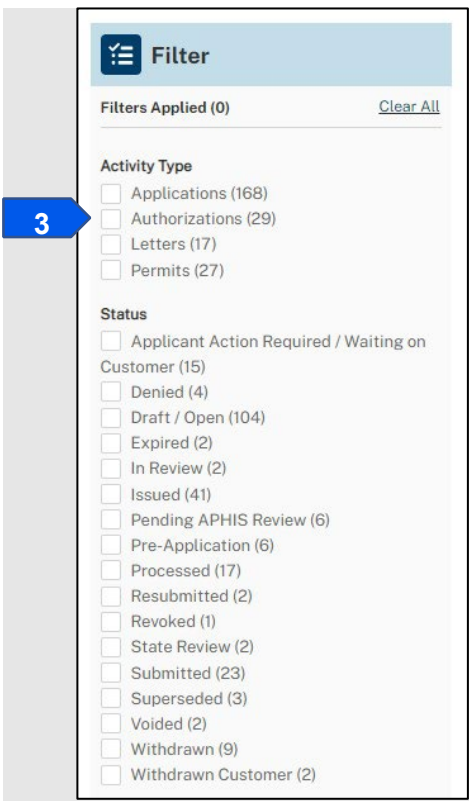 Filter
Filters Applied (0) Clear All
Activity Type
Applications (168)
3
Authorizations (29)
Letters (17)
Permits (27)
Status
Applicant Action Required / Waiting on
Customer (15)
Denied (4)
Draft / Open (104)
Expired (2)
In Review (2)
Issued (41)
Pending APHIS Review (6)
Pre-Application (6)
Processed (17)
Resubmitted (2)
Revoked (1)
State Review (2)
Submitted (23)
Superseded (3)
Voided (2)
Withdrawn (9)
Withdrawn Customer (2)